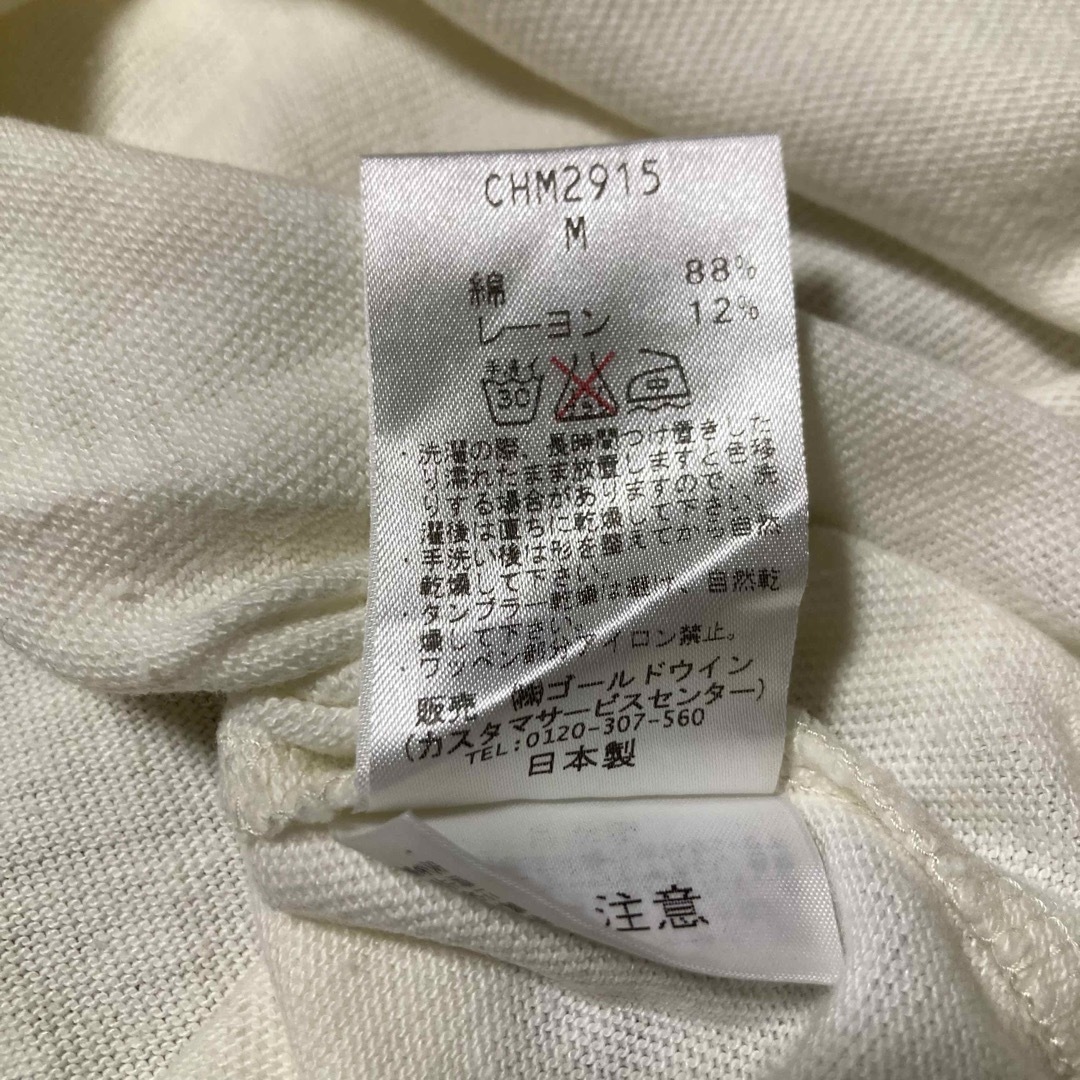 CHM2915
M
綿 88%
レーヨン 12%
30 中
・洗濯の際、長時間つけ置きした
り濡れたまま放置しますと色移
りする場合がありますので、洗
濯後は直ちに乾燥して下さい。
手洗い後は形を整えてから自然
乾燥して下さい。
・タンブラー乾燥は避け、自然乾
燥して下さい。
・ワッペン部 アイロン禁止。
販売 ㈱ゴールドウイン
(カスタマサービスセンター)
TEL:0120-307-560
日本製
注意